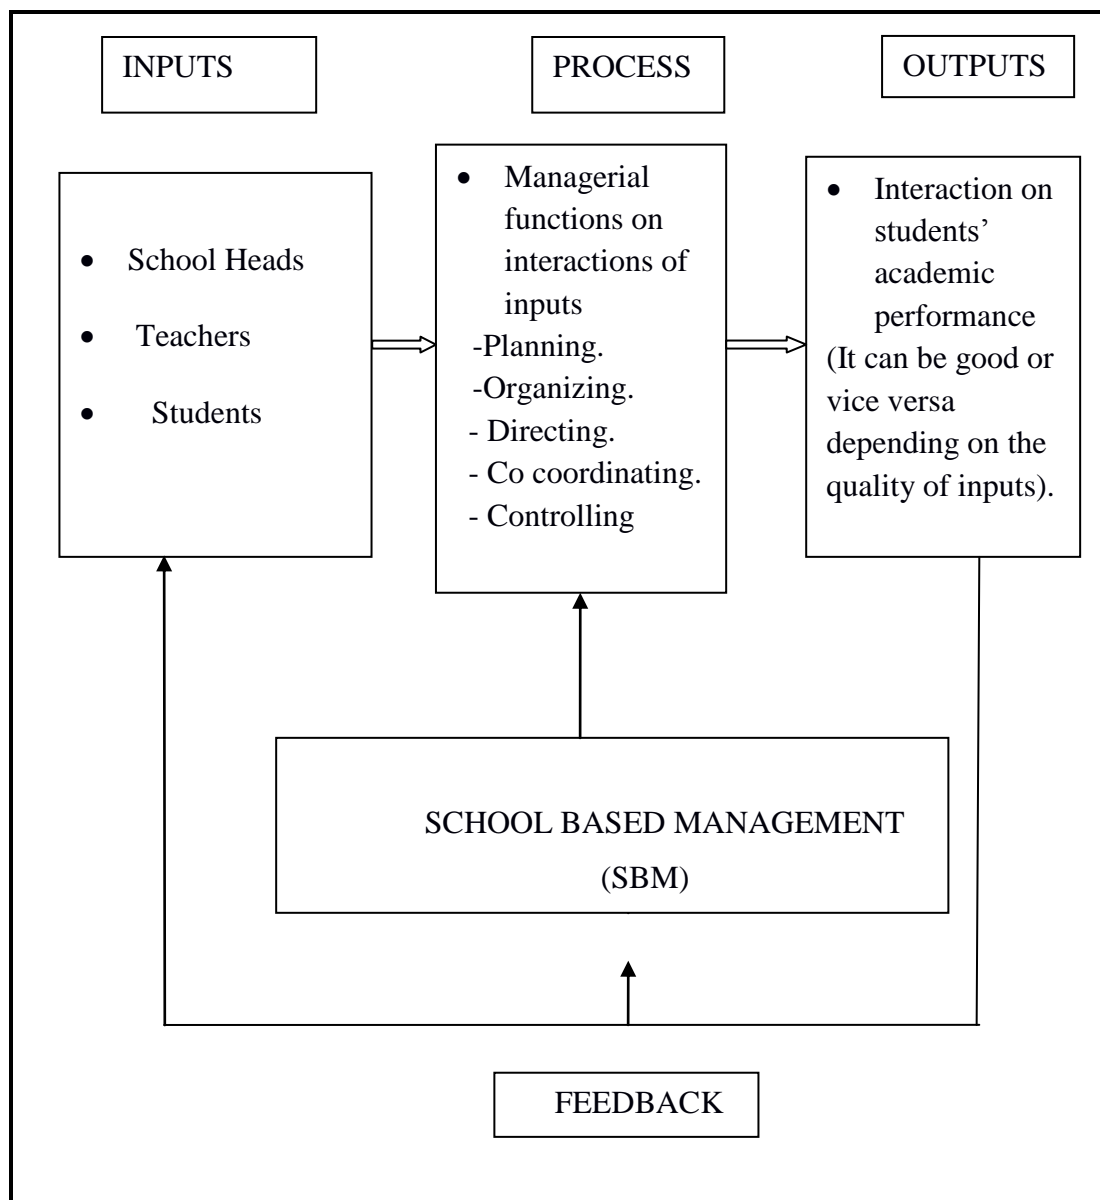 INPUTS
PROCESS
OUTPUTS
• School Heads
• Teachers
• Students
• Managerial
functions on
interactions of
inputs
-Planning.
-Organizing.
- Directing.
- Co coordinating.
- Controlling
• Interaction on
students’
academic
performance
(It can be good or
vice versa
depending on the
quality of inputs).
SCHOOL BASED MANAGEMENT
(SBM)
FEEDBACK